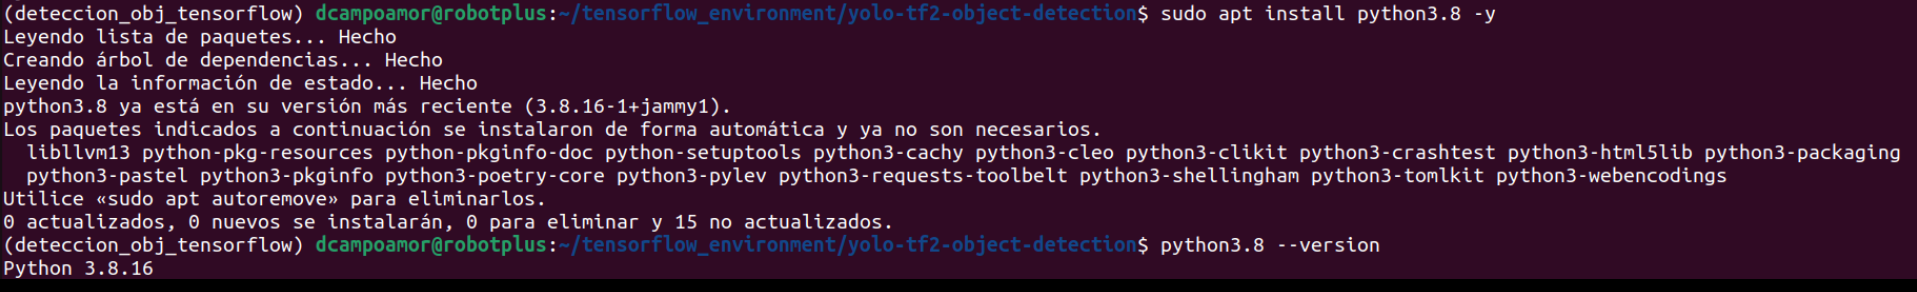 (deteccion_obj_tensorflow) dcampoamor@robotplus:~/tensorflow_environment/yolo-tf2-object-detection$ sudo apt install python3.8 -y
Leyendo lista de paquetes... Hecho
Creando árbol de dependencias... Hecho
Leyendo la información de estado... Hecho
python3.8 ya está en su versión más reciente (3.8.16-1+jammy1).
Los paquetes indicados a continuación se instalaron de forma automática y ya no son necesarios.
  libllvm13 python-pkg-resources python-pkginfo-doc python-setuptools python3-cachy python3-cleo python3-clikit python3-crashtest python3-html5lib python3-packaging
  python3-pastel python3-pkginfo python3-poetry-core python3-pylev python3-requests-toolbelt python3-shellingham python3-tomlkit python3-webencodings
Utilice «sudo apt autoremove» para eliminarlos.
0 actualizados, 0 nuevos se instalarán, 0 para eliminar y 15 no actualizados.
(deteccion_obj_tensorflow) dcampoamor@robotplus:~/tensorflow_environment/yolo-tf2-object-detection$ python3.8 --version
Python 3.8.16